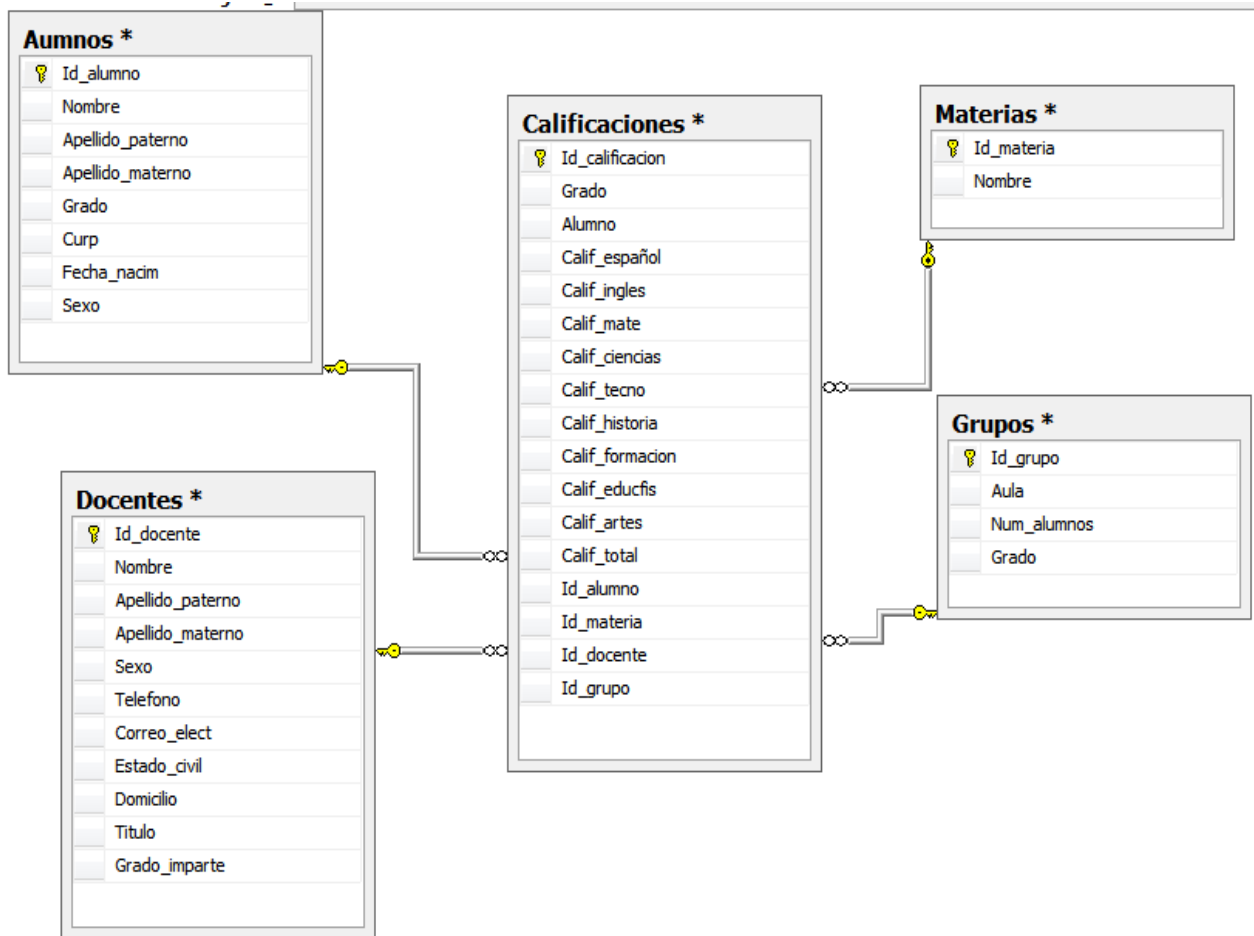 Aumnos *
Id_alumno
Nombre
Apellido_paterno
Apellido_materno
Grado
Curp
Fecha_nacim
Sexo
Docentes *
Id_docente
Nombre
Apellido_paterno
Apellido_materno
Sexo
Telefono
Correo_elect
Estado_civil
Domicilio
Titulo
Grado_imparte
Calificaciones *
Id_calificacion
Grado
Alumno
Calif_español
Calif_ingles
Calif_mate
Calif_ciencias
Calif_tecno
Calif_historia
Calif_formacion
Calif_educfis
Calif_artes
Calif_total
Id_alumno
Id_materia
Id_docente
Id_grupo
Materias *
Id_materia
Nombre
Grupos *
Id_grupo
Aula
Num_alumnos
Grado